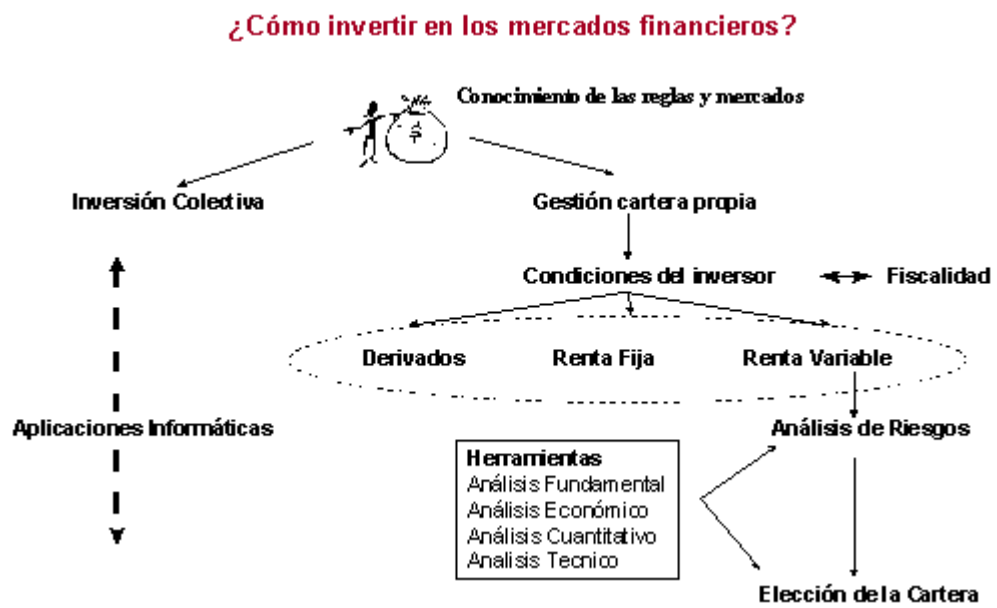 ¿Cómo invertir en los mercados financieros?
Conocimiento de las reglas y mercados
$
Inversión Colectiva
Gestión cartera propia
Condiciones del inversor
Fiscalidad
Derivados
Renta Fija
Renta Variable
Aplicaciones Informáticas
Análisis de Riesgos
Herramientas
Análisis Fundamental
Análisis Económico
Análisis Cuantitativo
Analisis Tecnico
Elección de la Cartera